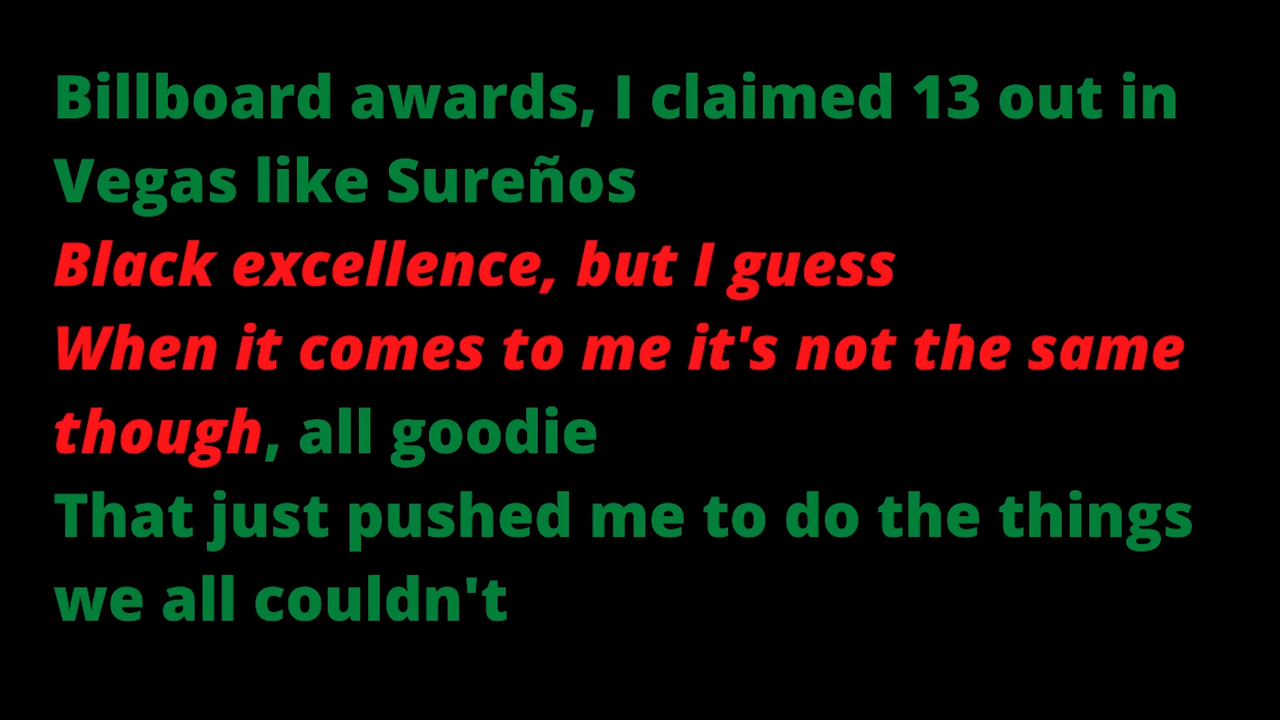 Billboard awards, I claimed 13 out in
Vegas like Sureños
Black excellence, but I guess
When it comes to me it's not the same
though, all goodie
That just pushed me to do the things
we all couldn't